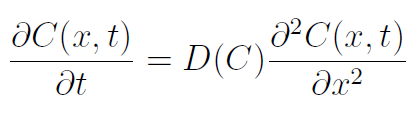 ∂C(x, t)/∂t = D(C) ∂²C(x, t)/∂x²